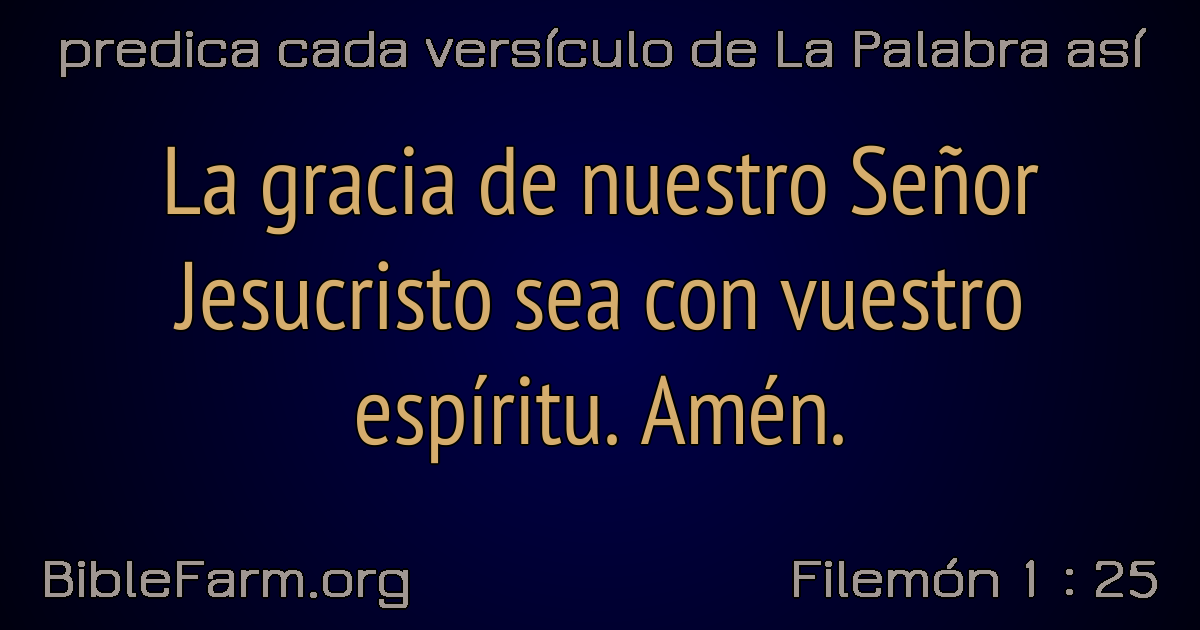 predica cada versículo de La Palabra así
La gracia de nuestro Señor
Jesucristo sea con vuestro
espíritu. Amén.
BibleFarm.org
Filemón 1 : 25